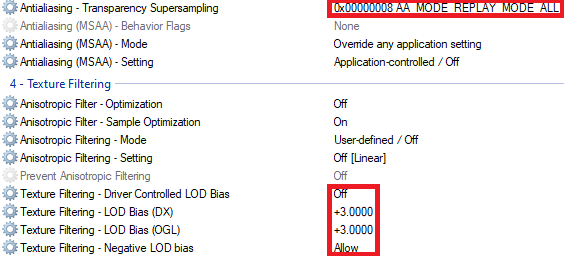 Antialiasing - Transparency Supersampling 0x00000008 AA_MODE_REPLAY_MODE_ALL
Antialiasing (MSAA) - Behavior Flags None
Antialiasing (MSAA) - Mode Override any application setting
Antialiasing (MSAA) - Setting Application-controlled / Off
4 - Texture Filtering
Anisotropic Filter - Optimization Off
Anisotropic Filter - Sample Optimization On
Anisotropic Filtering - Mode User-defined / Off
Anisotropic Filtering - Setting Off [Linear]
Prevent Anisotropic Filtering Off
Texture Filtering - Driver Controlled LOD Bias Off
Texture Filtering - LOD Bias (DX) +3.0000
Texture Filtering - LOD Bias (OGL) +3.0000
Texture Filtering - Negative LOD bias Allow